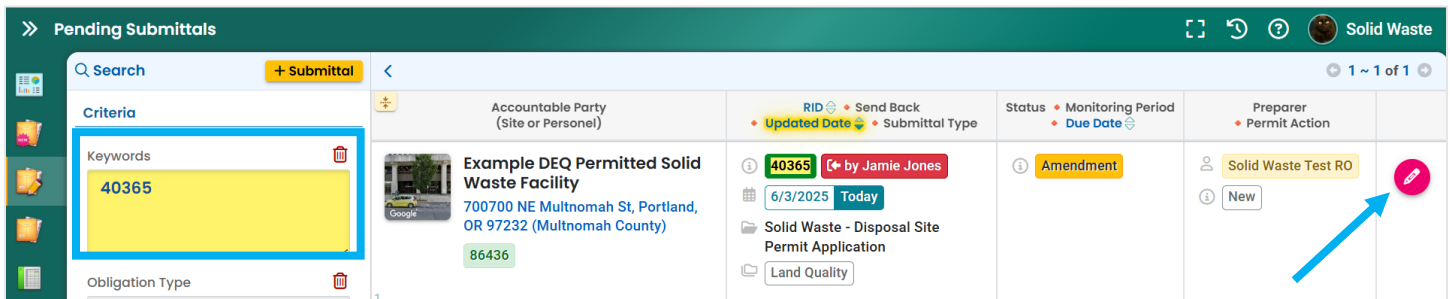 Pending Submittals
Solid Waste
Search
+ Submittal
1 ~ 1 of 1
Criteria
Keywords
40365
Obligation Type
Accountable Party
(Site or Personel)
RID Send Back
Updated Date Submittal Type
Status Monitoring Period
Due Date
Preparer
Permit Action
1
Google
Example DEQ Permitted Solid
Waste Facility
700700 NE Multnomah St, Portland,
OR 97232 (Multnomah County)
86436
40365 by Jamie Jones
6/3/2025 Today
Solid Waste - Disposal Site
Permit Application
Land Quality
Amendment
Solid Waste Test RO
New